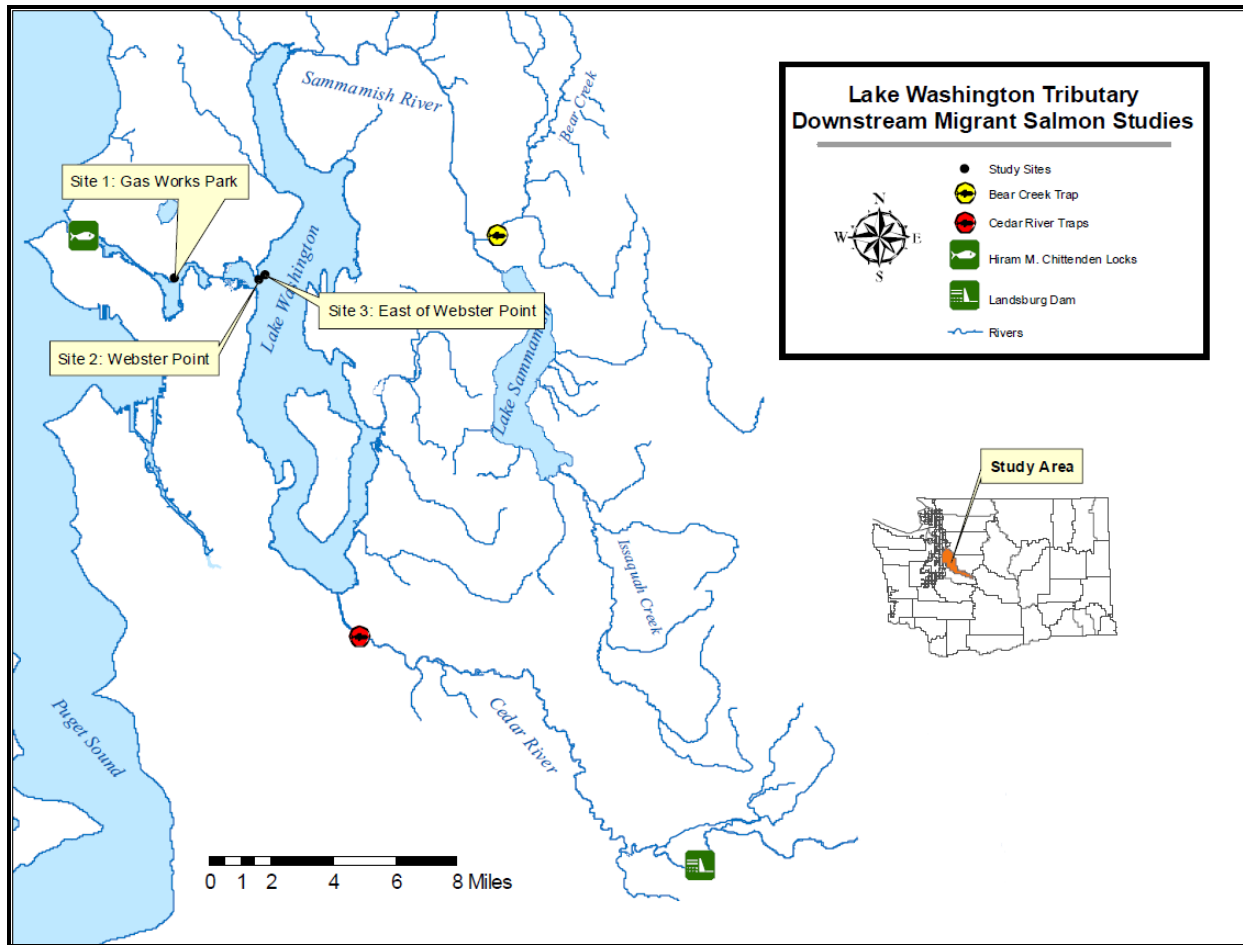 Lake Washington Tributary
Downstream Migrant Salmon Studies
Study Sites
Bear Creek Trap
Cedar River Traps
Hiram M. Chittenden Locks
Landsburg Dam
Rivers
N
W
E
S
Sammamish River
Bear Creek
Site 1: Gas Works Park
Lake Washington
Site 3: East of Webster Point
Site 2: Webster Point
Lake Sammamish
Study Area
Issaquah Creek
Cedar River
Puget Sound
0 1 2 4 6 8 Miles